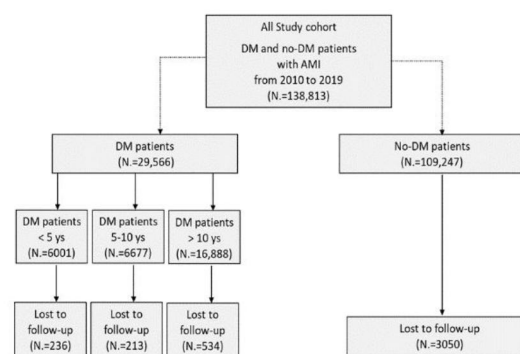 All Study cohort
DM and no-DM patients
with AMI
from 2010 to 2019
(N.=138,813)
DM patients
(N.=29,566)
No-DM patients
(N.=109,247)
DM patients
< 5 ys
(N.=6001)
DM patients
5-10 ys
(N.=6677)
DM patients
> 10 ys
(N.=16,888)
Lost to
follow-up
(N.=236)
Lost to
follow-up
(N.=213)
Lost to
follow-up
(N.=534)
Lost to follow-up
(N.=3050)